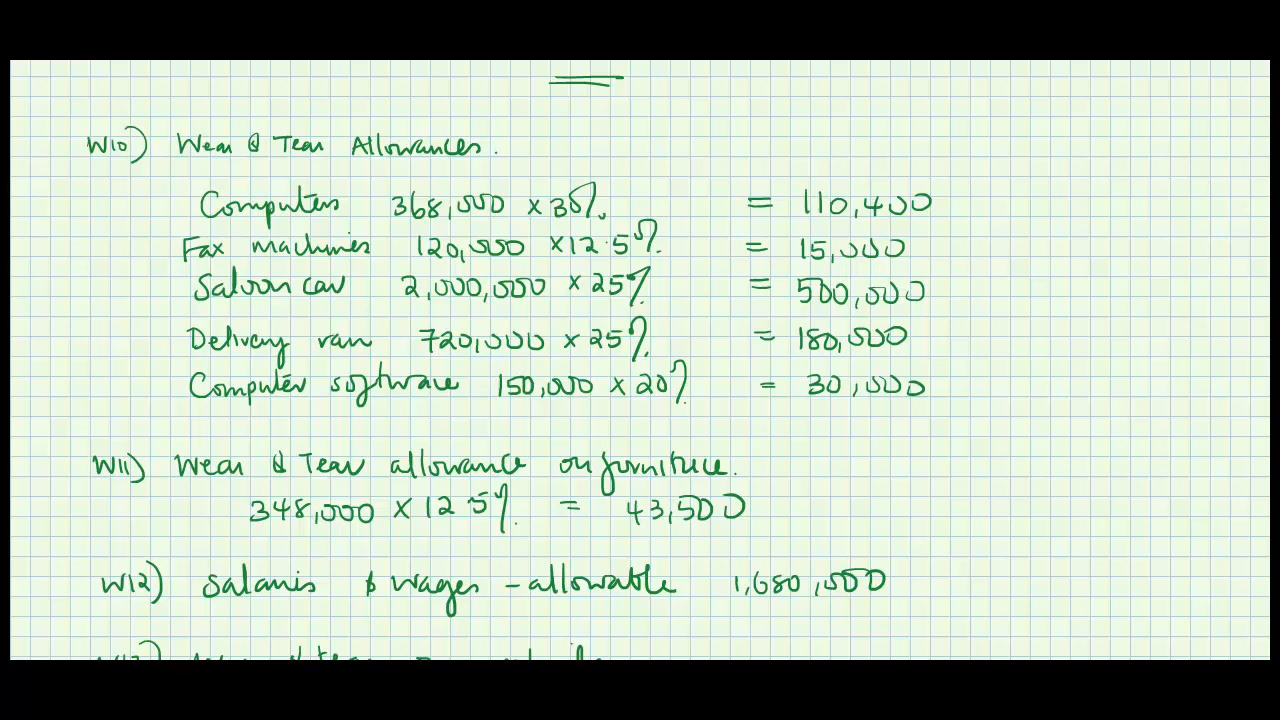 W10) Wear & Tear Allowances.
Computers 368,000 x 30% = 110,400
Fax machines 120,000 x 12.5% = 15,000
Saloon car 2,000,000 x 25% = 500,000
Delivery van 720,000 x 25% = 180,000
Computer software 150,000 x 20% = 30,000
W11) Wear & Tear allowance on furniture.
348,000 x 12.5% = 43,500
W12) Salaries & wages - allowable 1,680,000